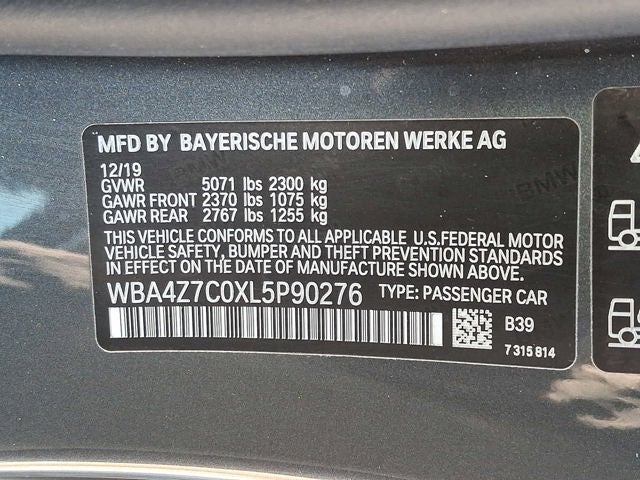 MFD BY BAYERISCHE MOTOREN WERKE AG
12/19
GVWR 5071 lbs 2300 kg
GAWR FRONT 2370 lbs 1075 kg
GAWR REAR 2767 lbs 1255 kg
THIS VEHICLE CONFORMS TO ALL APPLICABLE U.S.FEDERAL MOTOR
VEHICLE SAFETY, BUMPER AND THEFT PREVENTION STANDARDS
IN EFFECT ON THE DATE OF MANUFACTURE SHOWN ABOVE.
WBA4Z7C0XL5P90276 TYPE: PASSENGER CAR
B39
7 315 814